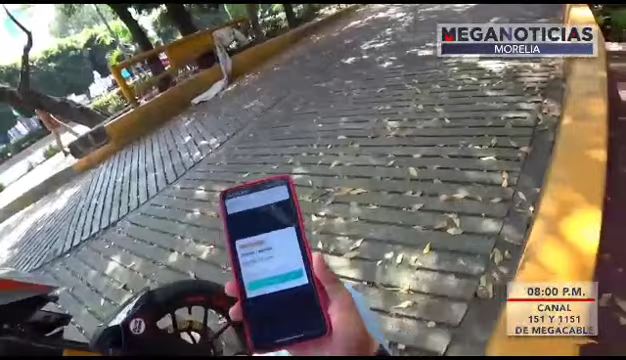 MEGANOTICIAS
MORELIA
08:00 P.M.
CANAL
151 Y 1151
DE MEGACABLE